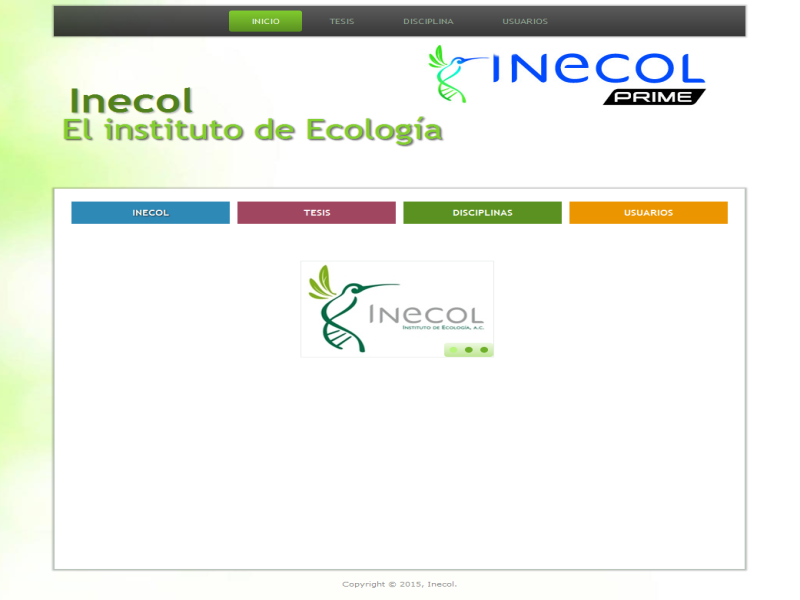 INICIO TESIS DISCIPLINA USUARIOS
INECOL
PRIME
Inecol
El instituto de Ecología
INECOL TESIS DISCIPLINAS USUARIOS
INECOL
INSTITUTO DE ECOLOGÍA, A.C.
Copyright © 2015, Inecol.